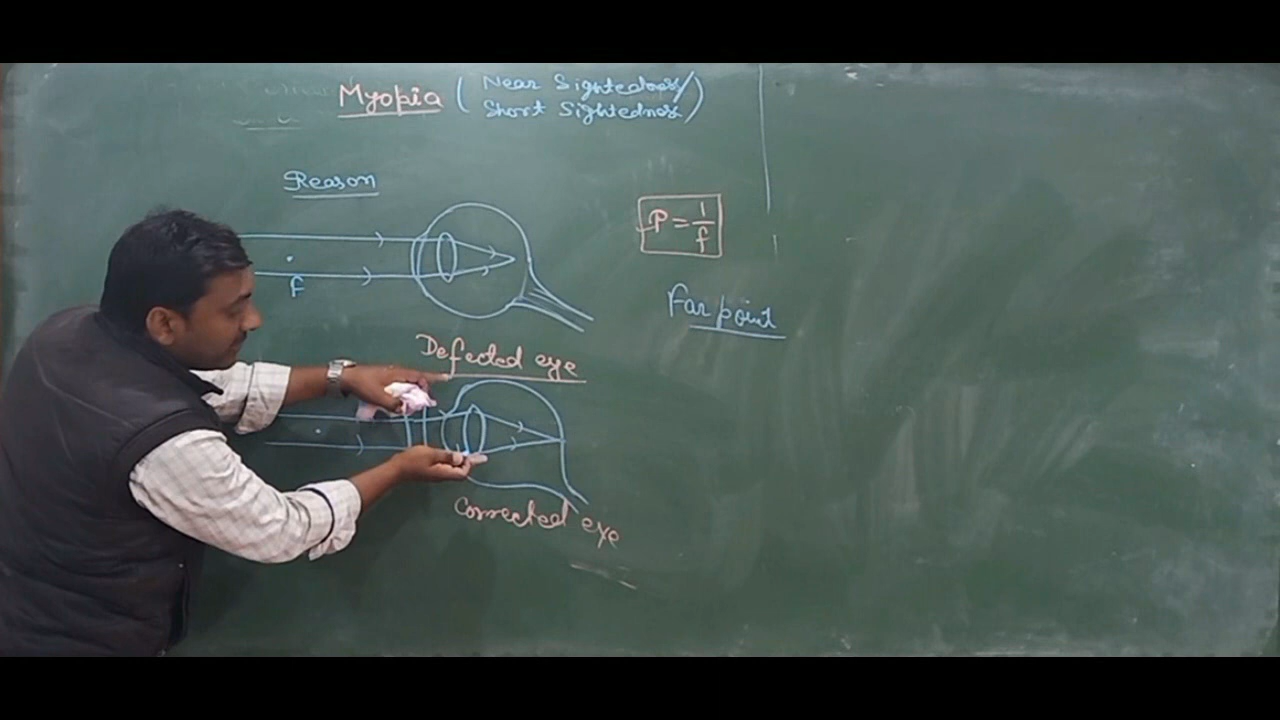 Myopia ( Near Sightedness/
Short Sightedness )
Reason
P = 1/f
F
Far point
Defected eye
Corrected eye